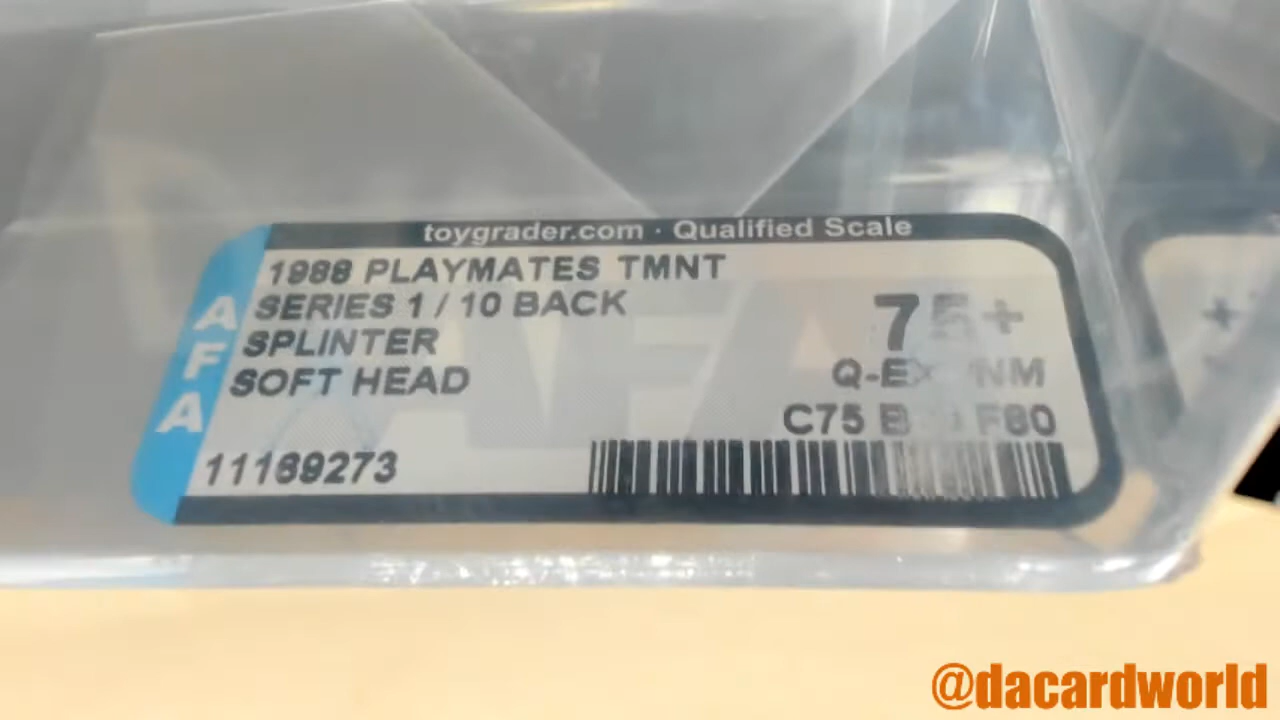 toygrader.com · Qualified Scale
1988 PLAYMATES TMNT
SERIES 1 / 10 BACK
SPLINTER
SOFT HEAD
AFA
75+
Q-EX NM
C75 F80
11169273
@dacardworld